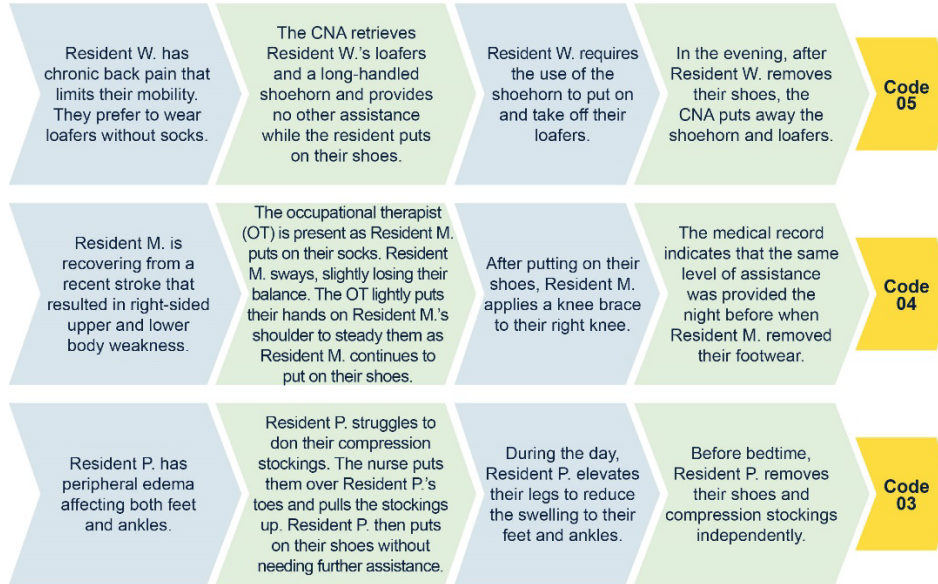 Resident W. has
chronic back pain that
limits their mobility.
They prefer to wear
loafers without socks.
The CNA retrieves
Resident W.'s loafers
and a long-handled
shoehorn and provides
no other assistance
while the resident puts
on their shoes.
Resident W. requires
the use of the
shoehorn to put on
and take off their
loafers.
In the evening, after
Resident W. removes
their shoes, the
CNA puts away the
shoehorn and loafers.
Code
05
Resident M. is
recovering from a
recent stroke that
resulted in right-sided
upper and lower
body weakness.
The occupational therapist
(OT) is present as Resident M.
puts on their socks. Resident
M. sways, slightly losing their
balance. The OT lightly puts
their hands on Resident M.'s
shoulder to steady them as
Resident M. continues to
put on their shoes.
After putting on their
shoes, Resident M.
applies a knee brace
to their right knee.
The medical record
indicates that the same
level of assistance
was provided the
night before when
Resident M. removed
their footwear.
Code
04
Resident P. has
peripheral edema
affecting both feet
and ankles.
Resident P. struggles to
don their compression
stockings. The nurse puts
them over Resident P.'s
toes and pulls the stockings
up. Resident P. then puts
on their shoes without
needing further assistance.
During the day,
Resident P. elevates
their legs to reduce
the swelling to their
feet and ankles.
Before bedtime,
Resident P. removes
their shoes and
compression stockings
independently.
Code
03